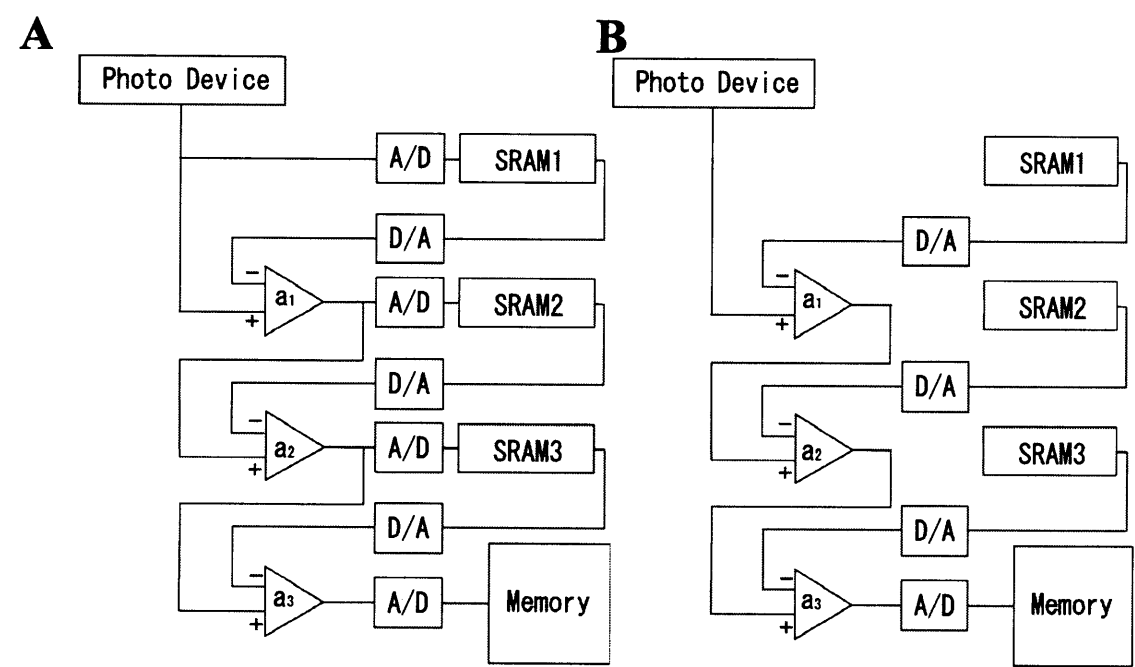 A
Photo Device
A/D
SRAM1
D/A
−
a1
+
A/D
SRAM2
D/A
−
a2
+
A/D
SRAM3
D/A
−
a3
+
A/D
Memory
B
Photo Device
SRAM1
D/A
−
a1
+
SRAM2
D/A
−
a2
+
SRAM3
D/A
−
a3
+
A/D
Memory